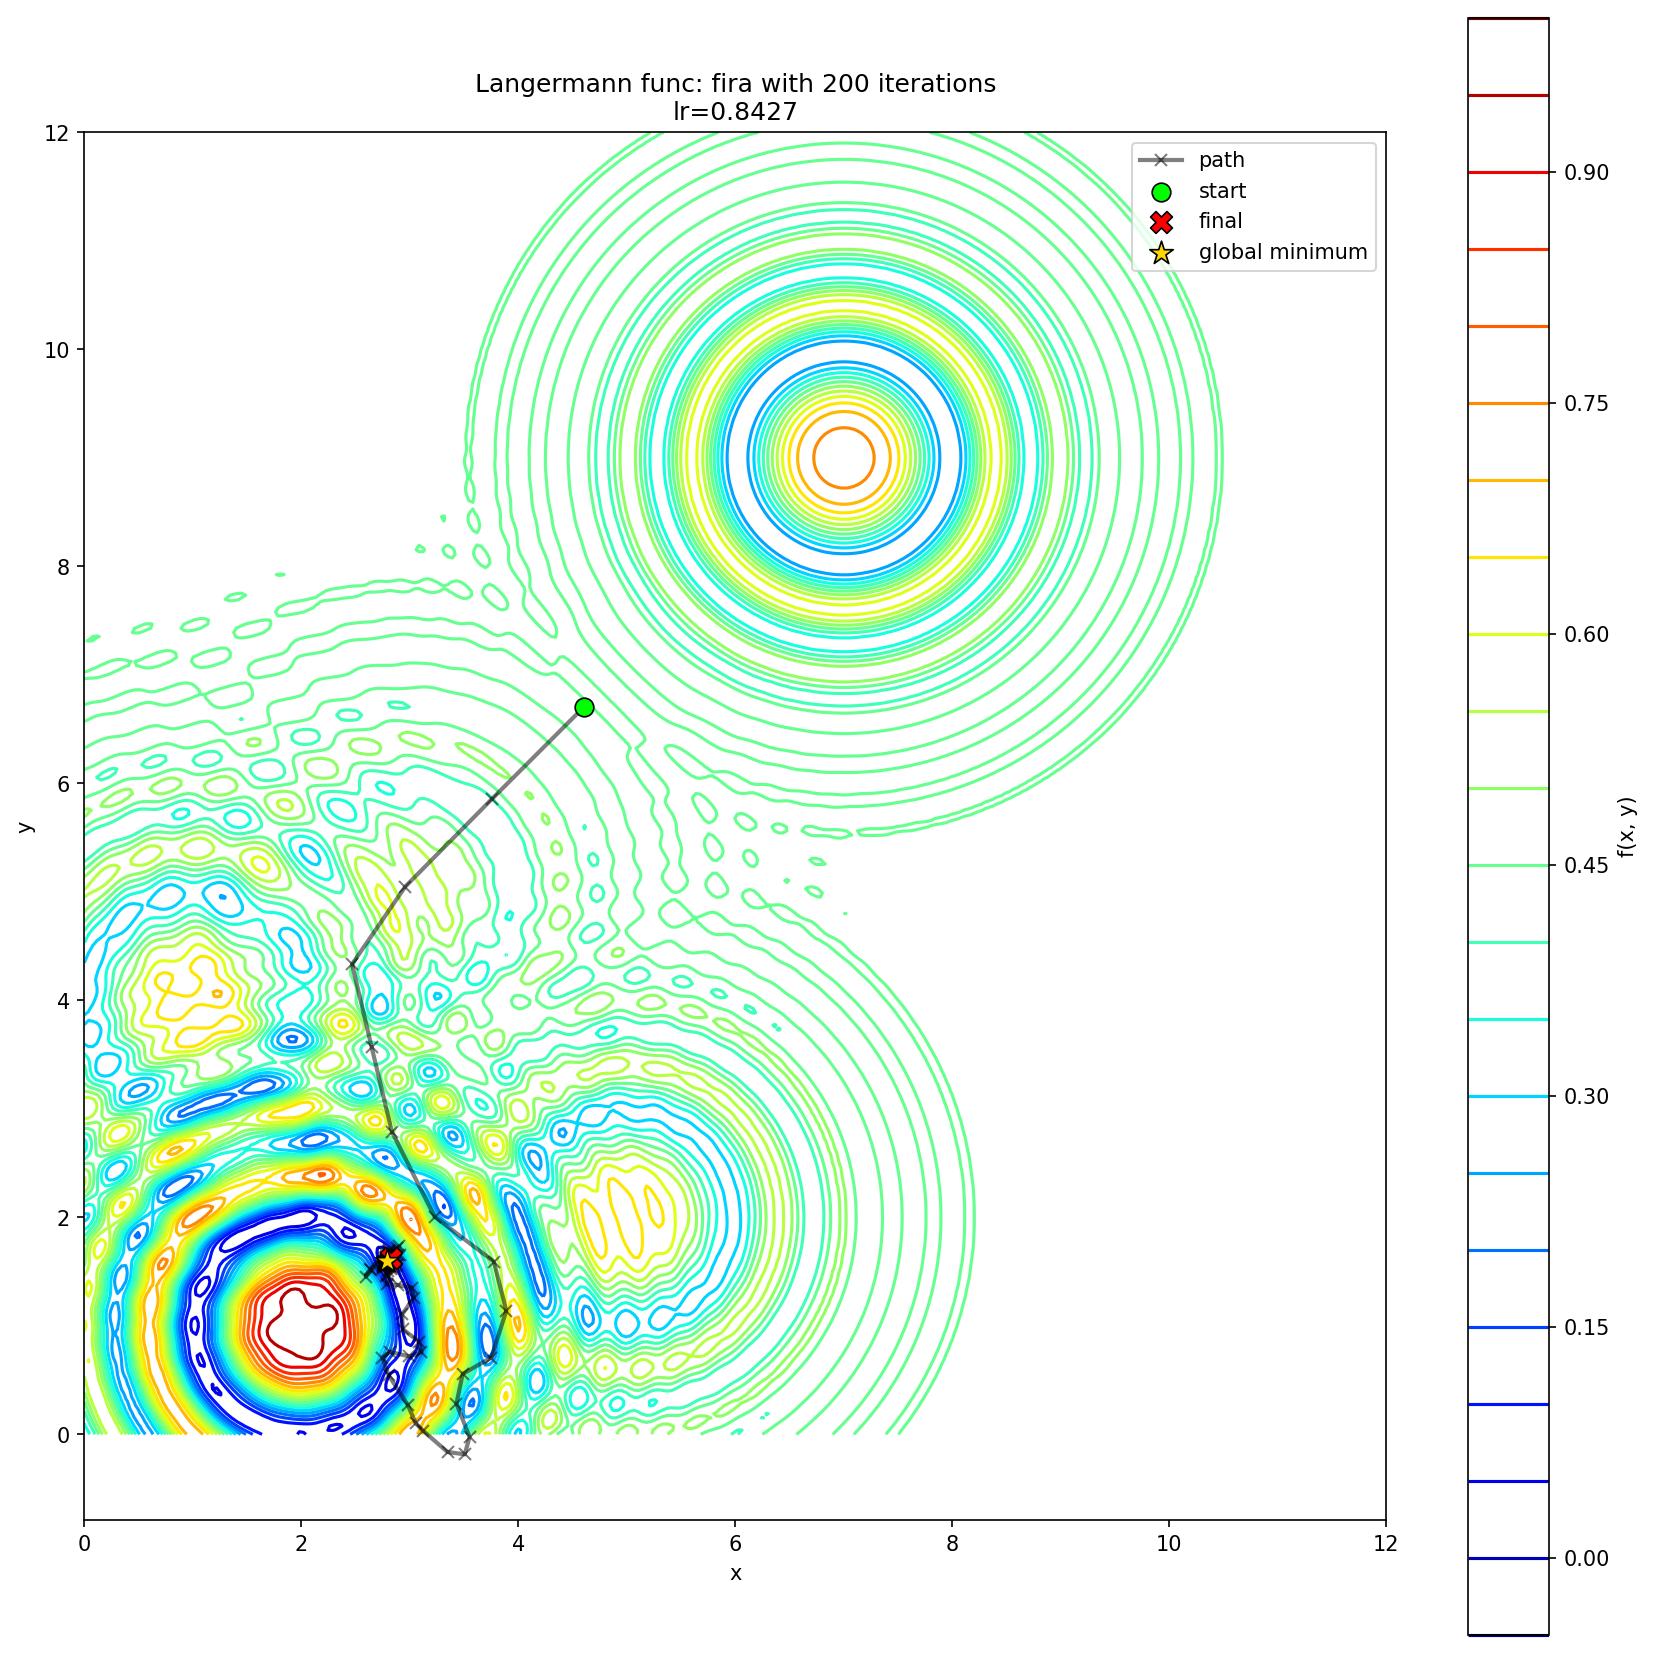 Langermann func: fira with 200 iterations
lr=0.8427
path
start
final
global minimum
12
10
8
6
4
2
0
y
0
2
4
6
8
10
12
x
0.90
0.75
0.60
0.45
0.30
0.15
0.00
f(x, y)